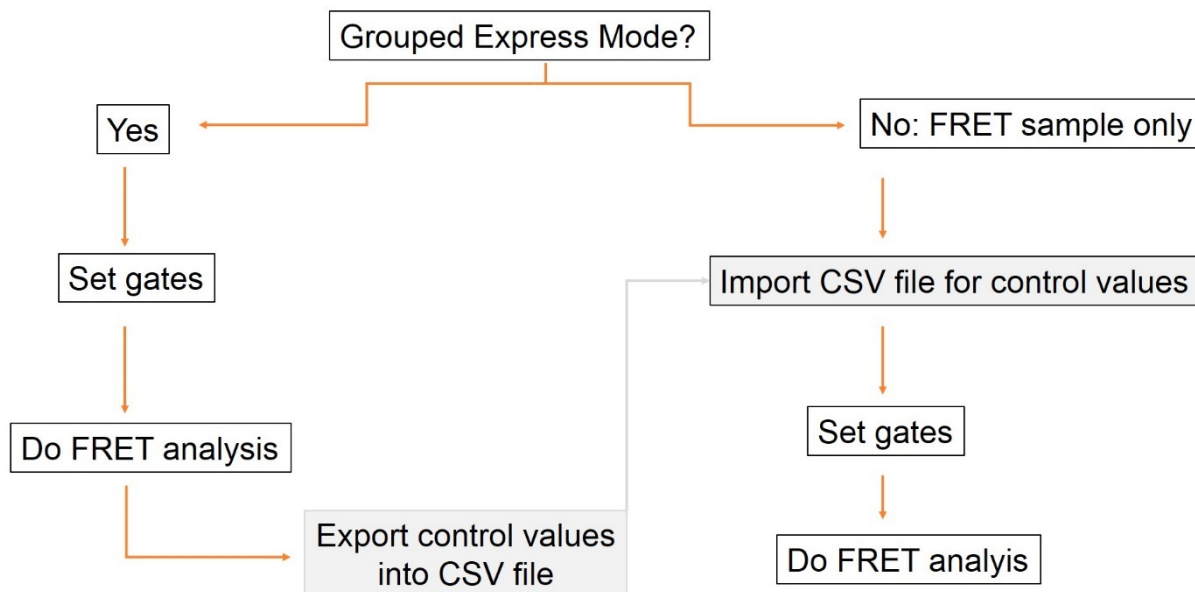 Grouped Express Mode?
Yes
No: FRET sample only
Set gates
Import CSV file for control values
Do FRET analysis
Set gates
Export control values
into CSV file
Do FRET analyis